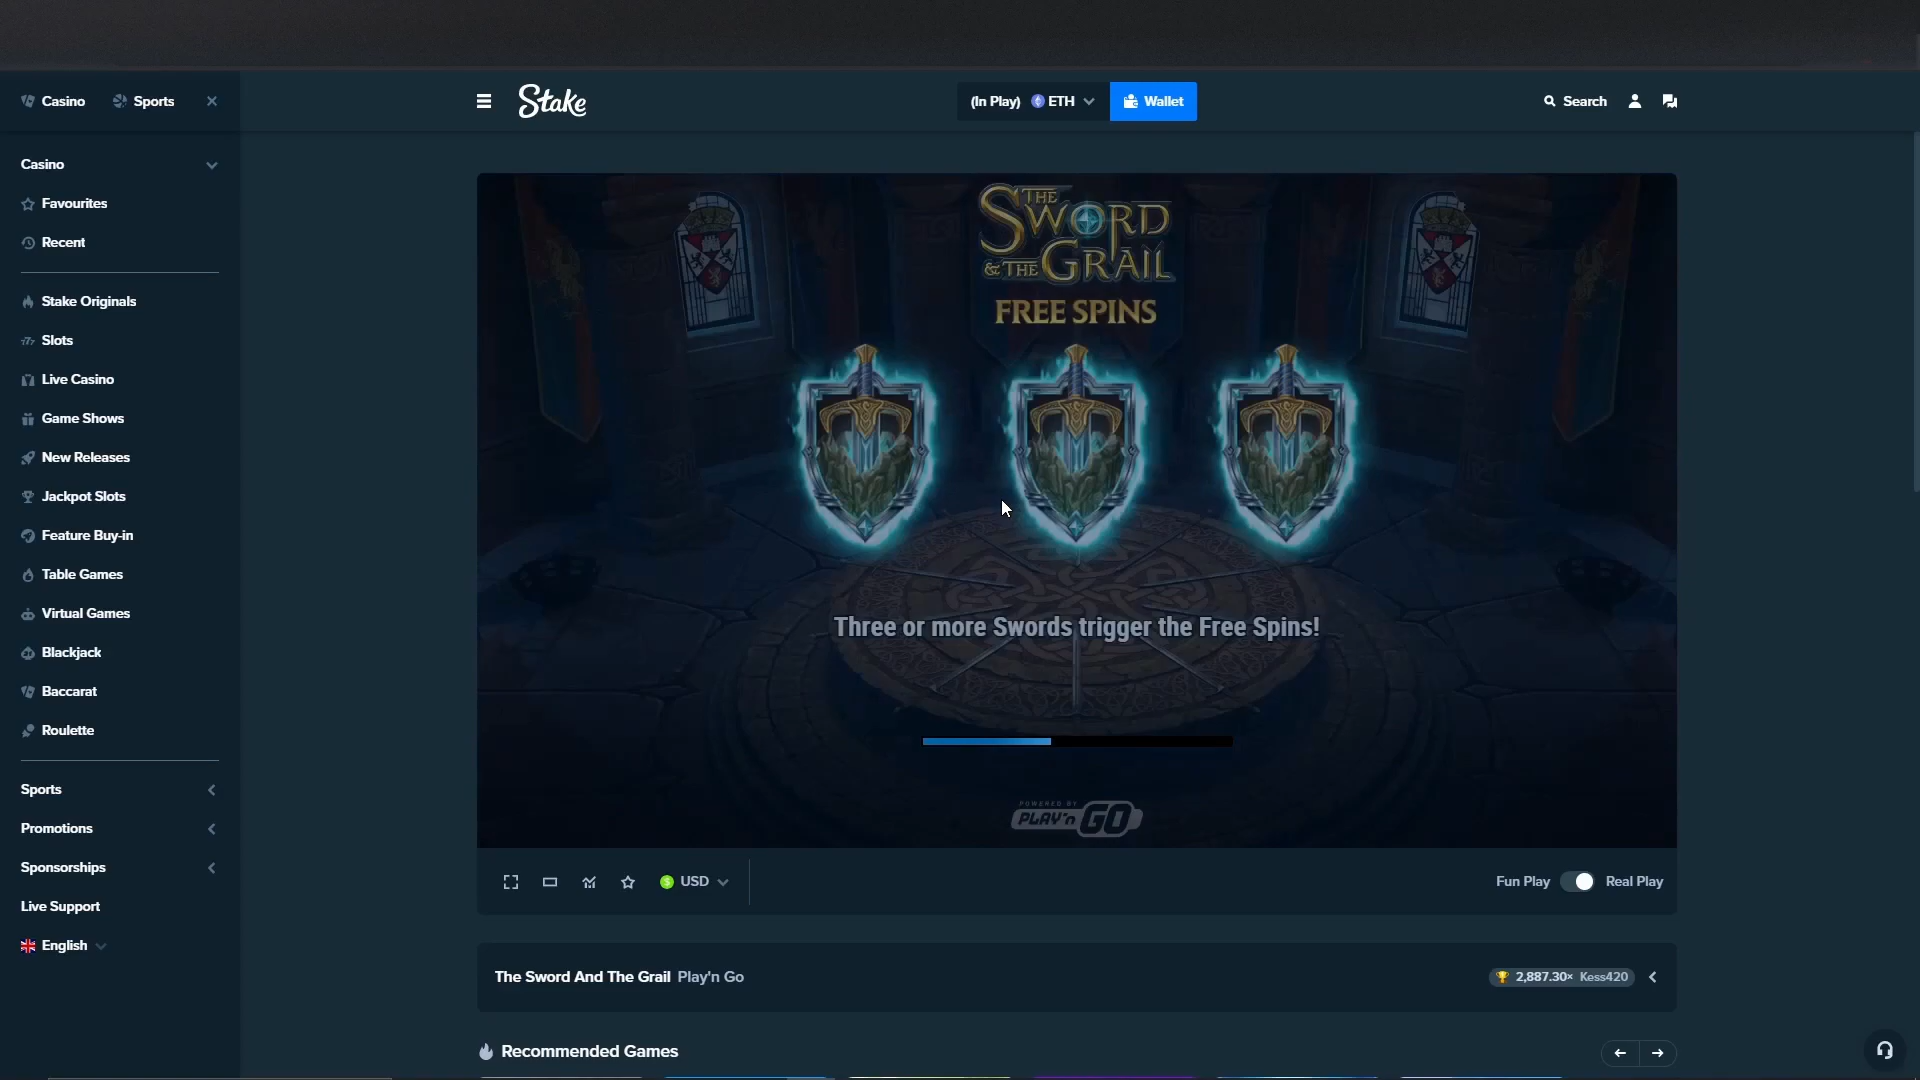 Casino
Sports
Stake
(In Play) ETH
Wallet
Search
Casino
Favourites
Recent
Stake Originals
Slots
Live Casino
Game Shows
New Releases
Jackpot Slots
Feature Buy-in
Table Games
Virtual Games
Blackjack
Baccarat
Roulette
Sports
Promotions
Sponsorships
Live Support
English
THE
SWORD
& THE GRAIL
FREE SPINS
Three or more Swords trigger the Free Spins!
POWERED BY
PLAY'n GO
USD
Fun Play
Real Play
The Sword And The Grail Play'n Go
2,887.30× Kess420
Recommended Games